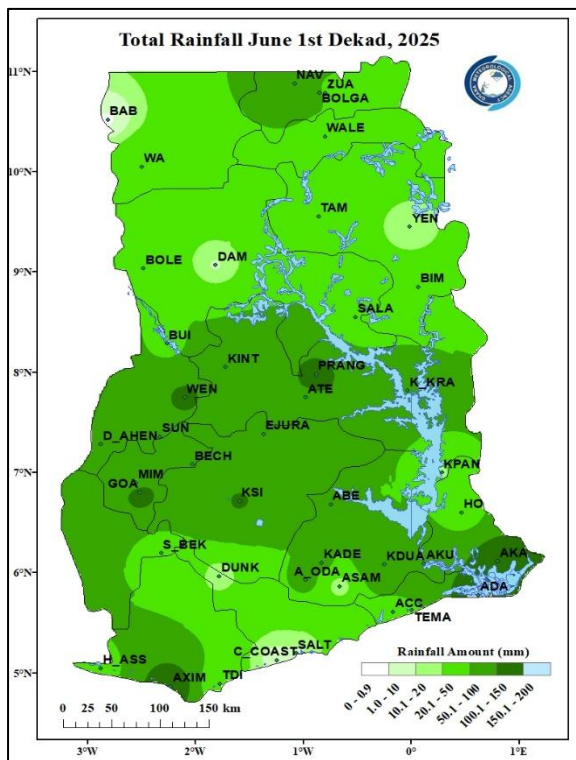 Total Rainfall June 1st Dekad, 2025
11°N
NAV
ZUA
BOLGA
BAB
WALE
10°N
WA
TAM
YEN
9°N
BOLE
DAM
BIM
SALA
BUI
8°N
KINT
PRANG
WEN
ATE
K_KRA
D_AHEN
SUN
EJURA
7°N
BECH
MIM
GOA
KPAN
KSI
ABE
HO
S_BEK
KADE
KDUA
AKU
AKA
6°N
DUNK
A_ODA
ASAM
ADA
ACC
TEMA
C_COAST
SALT
5°N
H_ASS
AXIM
TDI
Rainfall Amount (mm)
0 - 0.9
1.0 - 10
10.1 - 20
20.1 - 50
50.1 - 100
100.1 - 150
150.1 - 200
0 25 50 100 150 km
3°W 2°W 1°W 0° 1°E